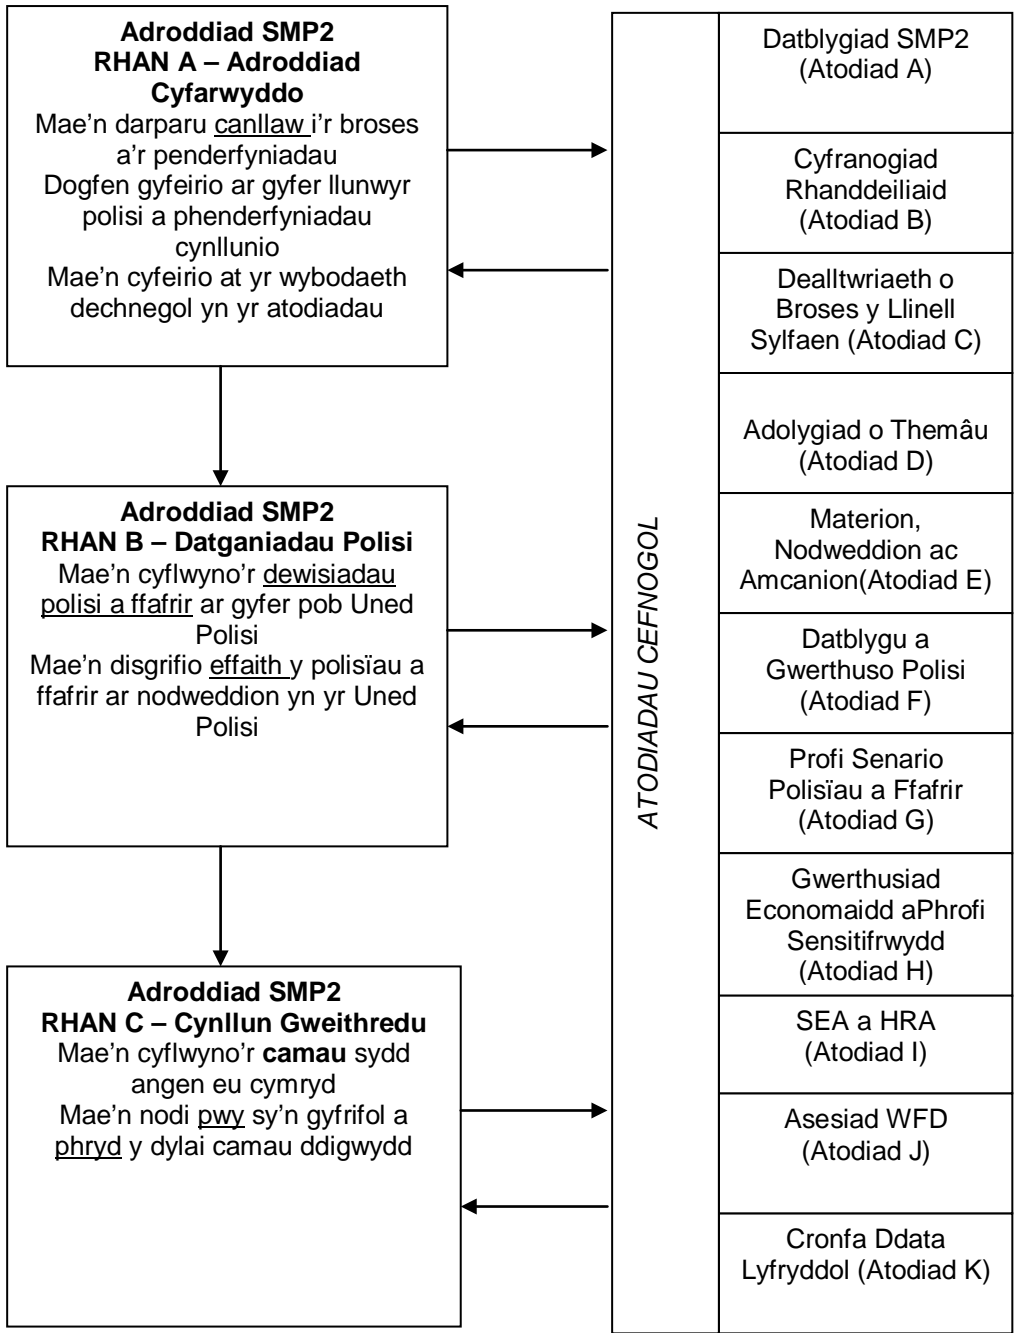 Adroddiad SMP2
RHAN A – Adroddiad
Cyfarwyddo
Mae'n darparu canllaw i'r broses
a'r penderfyniadau
Dogfen gyfeirio ar gyfer llunwyr
polisi a phenderfyniadau
cynllunio
Mae'n cyfeirio at yr wybodaeth
dechnegol yn yr atodiadau
Adroddiad SMP2
RHAN B – Datganiadau Polisi
Mae'n cyflwyno'r dewisiadau
polisi a ffafrir ar gyfer pob Uned
Polisi
Mae'n disgrifio effaith y polisïau a
ffafrir ar nodweddion yn yr Uned
Polisi
Adroddiad SMP2
RHAN C – Cynllun Gweithredu
Mae'n cyflwyno'r camau sydd
angen eu cymryd
Mae'n nodi pwy sy'n gyfrifol a
phryd y dylai camau ddigwydd
ATODIADAU CEFNOGOL
Datblygiad SMP2
(Atodiad A)
Cyfranogiad
Rhanddeiliaid
(Atodiad B)
Dealltwriaeth o
Broses y Llinell
Sylfaen (Atodiad C)
Adolygiad o Themâu
(Atodiad D)
Materion,
Nodweddion ac
Amcanion(Atodiad E)
Datblygu a
Gwerthuso Polisi
(Atodiad F)
Profi Senario
Polisïau a Ffafrir
(Atodiad G)
Gwerthusiad
Economaidd aPhrofi
Sensitifrwydd
(Atodiad H)
SEA a HRA
(Atodiad I)
Asesiad WFD
(Atodiad J)
Cronfa Ddata
Lyfryddol (Atodiad K)